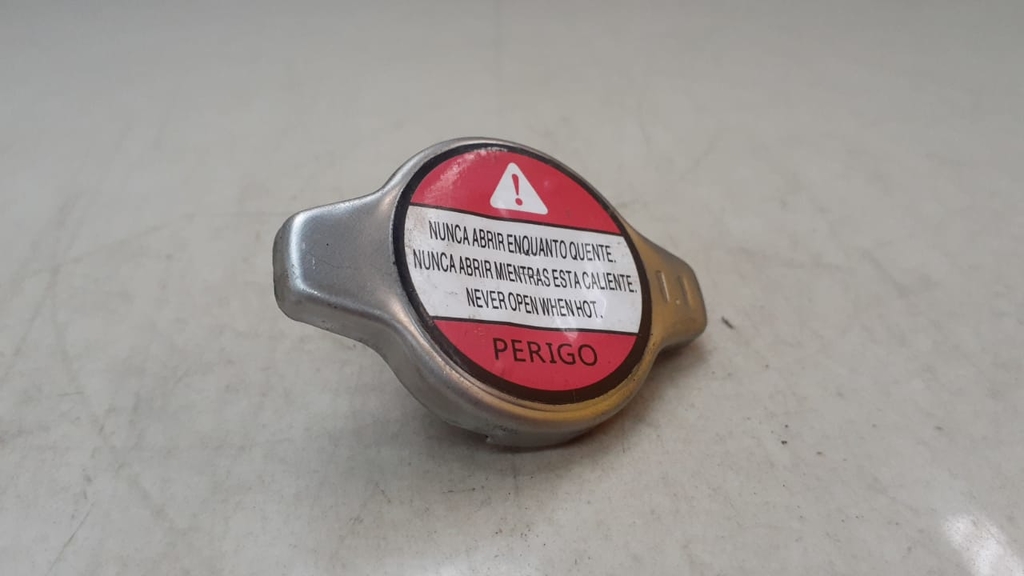 NUNCA ABRIR ENQUANTO QUENTE.
NUNCA ABRIR MIENTRAS ESTA CALIENTE.
NEVER OPEN WHEN HOT.
PERIGO